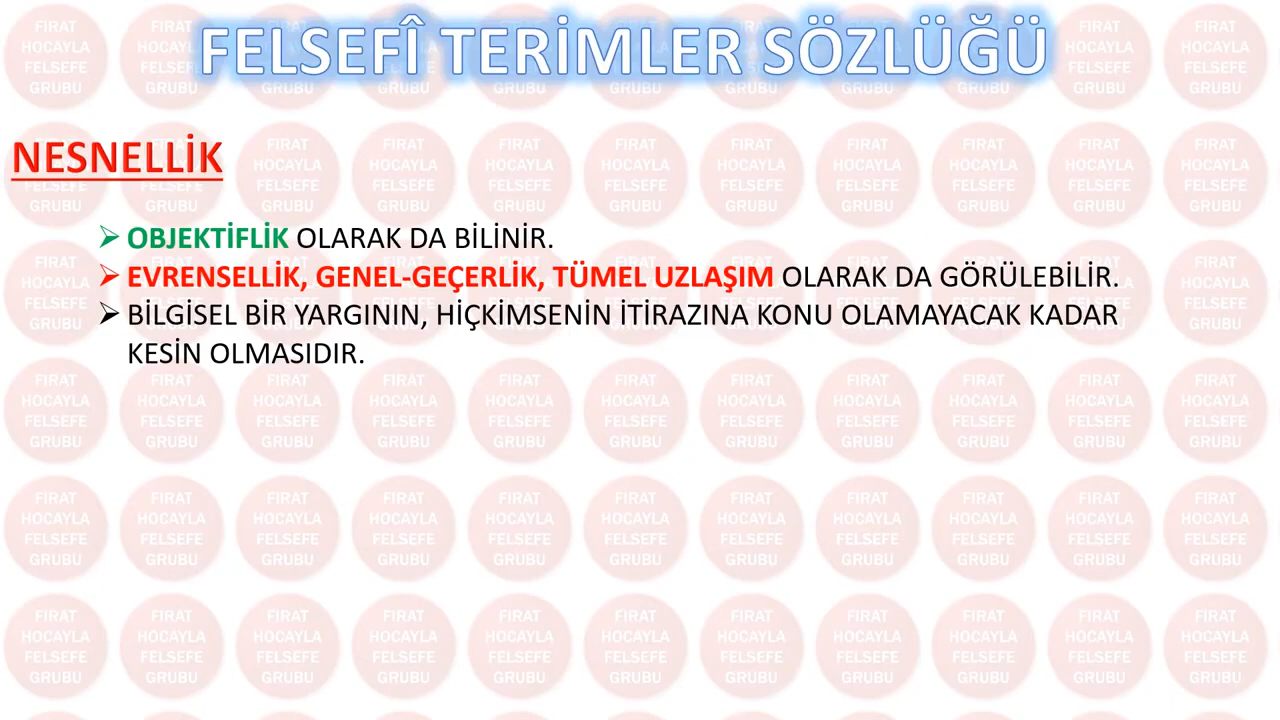 FELSEFÎ TERİMLER SÖZLÜĞÜ
NESNELLİK
OBJEKTİFLİK OLARAK DA BİLİNİR.
EVRENSELLİK, GENEL-GEÇERLİK, TÜMEL UZLAŞIM OLARAK DA GÖRÜLEBİLİR.
BİLGİSEL BİR YARGININ, HİÇKİMSENİN İTİRAZINA KONU OLAMAYACAK KADAR
KESİN OLMASIDIR.
FIRAT
HOCAYLA
FELSEFE
GRUBU